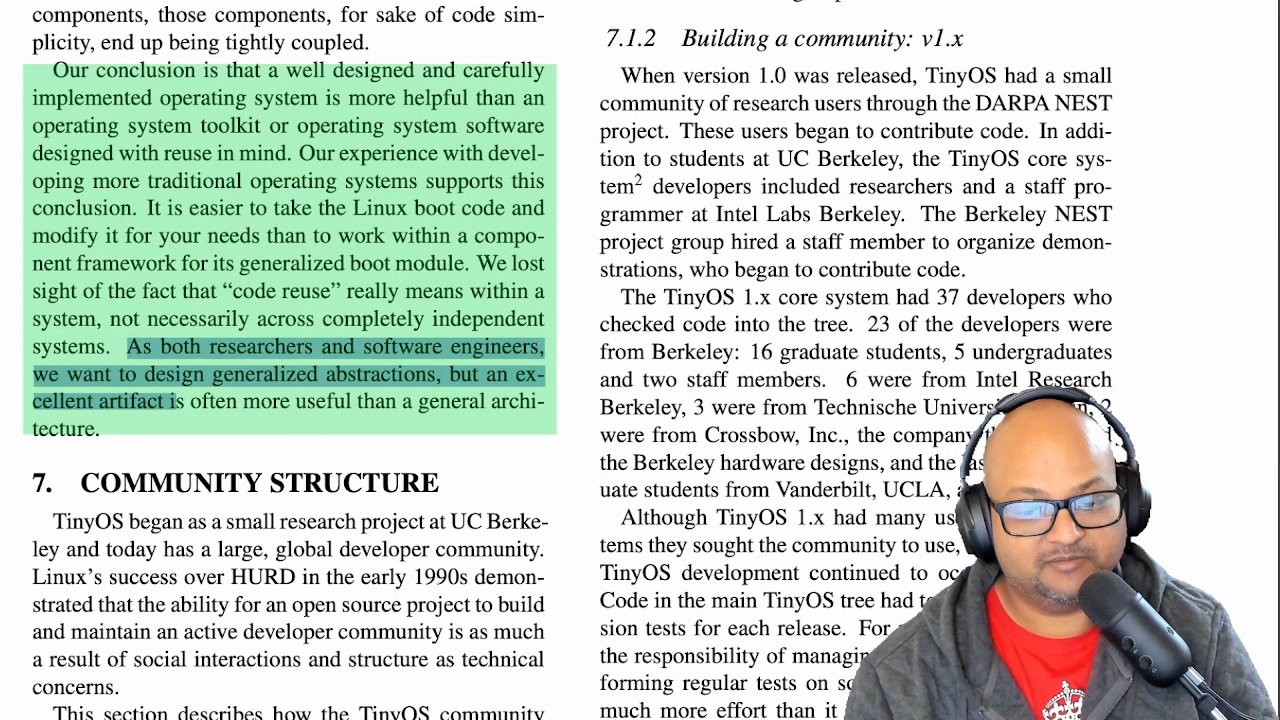 components, those components, for sake of code sim-
plicity, end up being tightly coupled.
Our conclusion is that a well designed and carefully
implemented operating system is more helpful than an
operating system toolkit or operating system software
designed with reuse in mind. Our experience with devel-
oping more traditional operating systems supports this
conclusion. It is easier to take the Linux boot code and
modify it for your needs than to work within a compo-
nent framework for its generalized boot module. We lost
sight of the fact that “code reuse” really means within a
system, not necessarily across completely independent
systems. As both researchers and software engineers,
we want to design generalized abstractions, but an ex-
cellent artifact is often more useful than a general archi-
tecture.
7. COMMUNITY STRUCTURE
TinyOS began as a small research project at UC Berke-
ley and today has a large, global developer community.
Linux’s success over HURD in the early 1990s demon-
strated that the ability for an open source project to build
and maintain an active developer community is as much
a result of social interactions and structure as technical
concerns.
This section describes how the TinyOS community
7.1.2 Building a community: v1.x
When version 1.0 was released, TinyOS had a small
community of research users through the DARPA NEST
project. These users began to contribute code. In addi-
tion to students at UC Berkeley, the TinyOS core sys-
tem2 developers included researchers and a staff pro-
grammer at Intel Labs Berkeley. The Berkeley NEST
project group hired a staff member to organize demon-
strations, who began to contribute code.
The TinyOS 1.x core system had 37 developers who
checked code into the tree. 23 of the developers were
from Berkeley: 16 graduate students, 5 undergraduates
and two staff members. 6 were from Intel Research
Berkeley, 3 were from Technische 2
were from Crossbow, Inc., the company
the Berkeley hardware designs, and the
uate students from Vanderbilt, UCLA,
Although TinyOS 1.x had many
tems they sought the community to use,
TinyOS development continued to
Code in the main TinyOS tree had
sion tests for each release. For
the responsibility of
forming regular tests on
much more effort than it